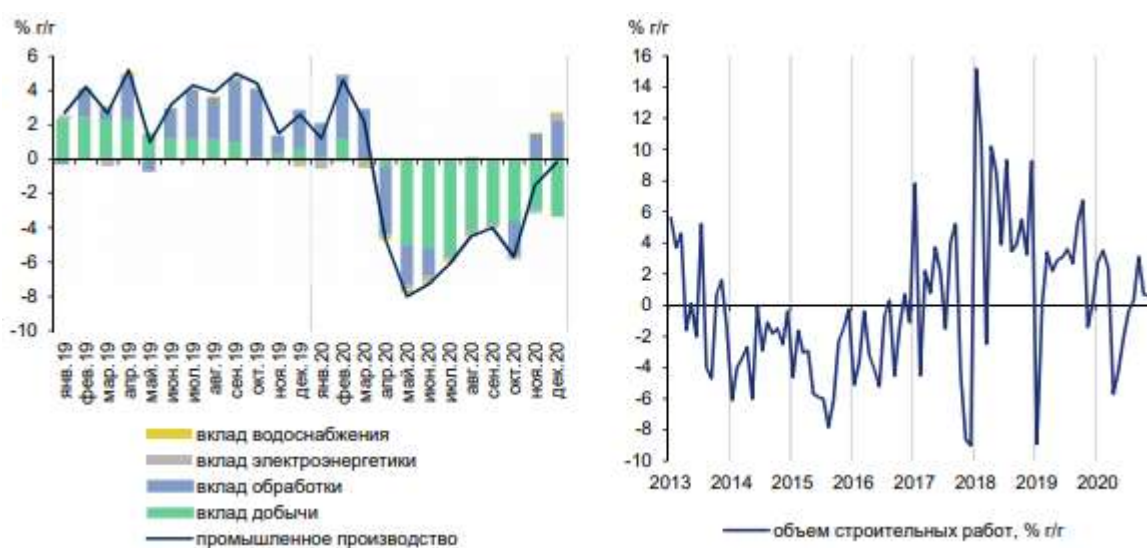 % г/г
6
4
2
0
-2
-4
-6
-8
-10
янв.19
фев.19
мар.19
апр.19
май.19
июн.19
июл.19
авг.19
сен.19
окт.19
ноя.19
дек.19
янв.20
фев.20
мар.20
апр.20
май.20
июн.20
июл.20
авг.20
сен.20
окт.20
ноя.20
дек.20
вклад водоснабжения
вклад электроэнергетики
вклад обработки
вклад добычи
промышленное производство
% г/г
16
14
12
10
8
6
4
2
0
-2
-4
-6
-8
-10
2013 2014 2015 2016 2017 2018 2019 2020
объем строительных работ, % г/г